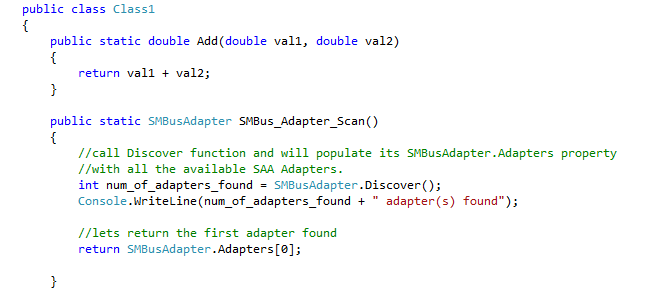 public class Class1
{
public static double Add(double val1, double val2)
{
return val1 + val2;
}
public static SMBusAdapter SMBus_Adapter_Scan()
{
//call Discover function and will populate its SMBusAdapter.Adapters property
//with all the available SAA Adapters.
int num_of_adapters_found = SMBusAdapter.Discover();
Console.WriteLine(num_of_adapters_found + " adapter(s) found");
//lets return the first adapter found
return SMBusAdapter.Adapters[0];
}